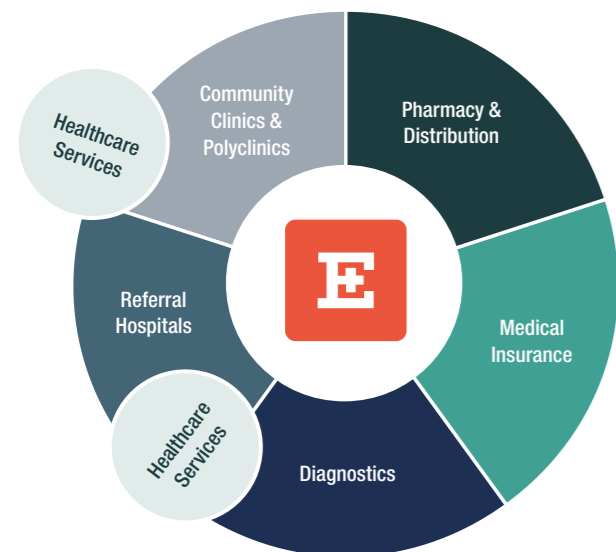 Community
Clinics &
Polyclinics
Pharmacy &
Distribution
Healthcare
Services
Referral
Hospitals
E
Medical
Insurance
Healthcare
Services
Diagnostics